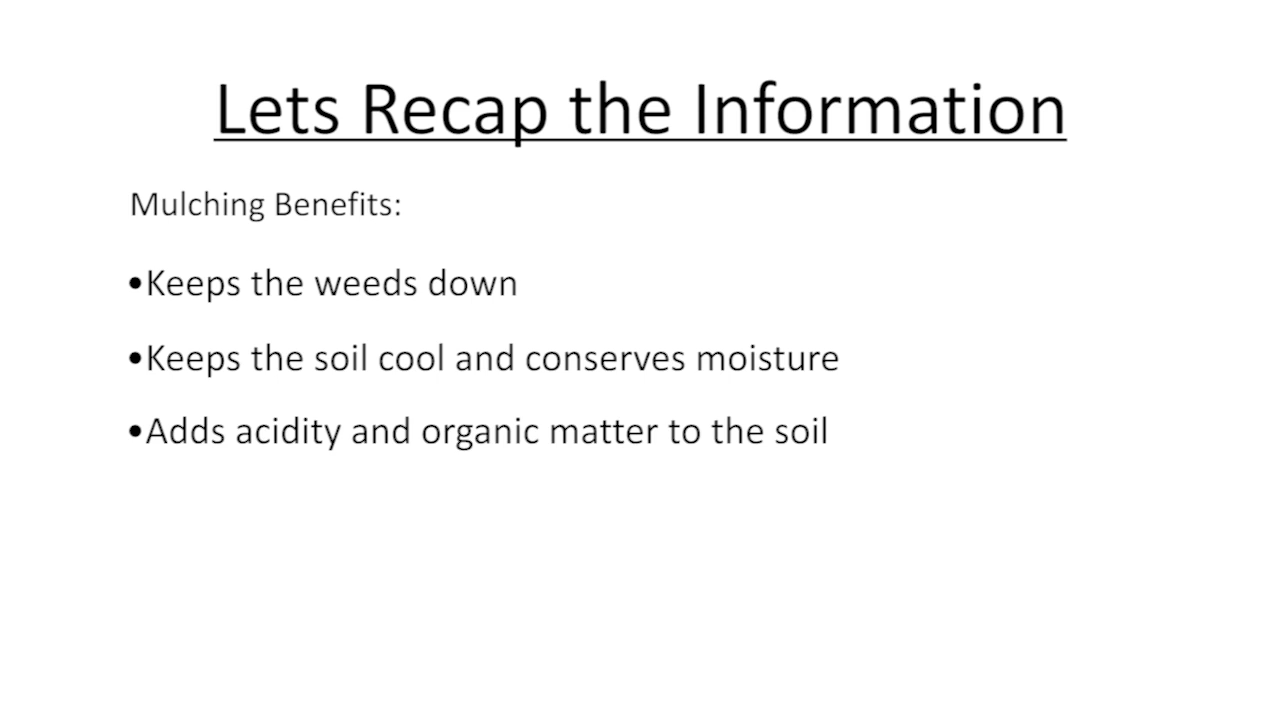 Lets Recap the Information
Mulching Benefits:
•Keeps the weeds down
•Keeps the soil cool and conserves moisture
•Adds acidity and organic matter to the soil